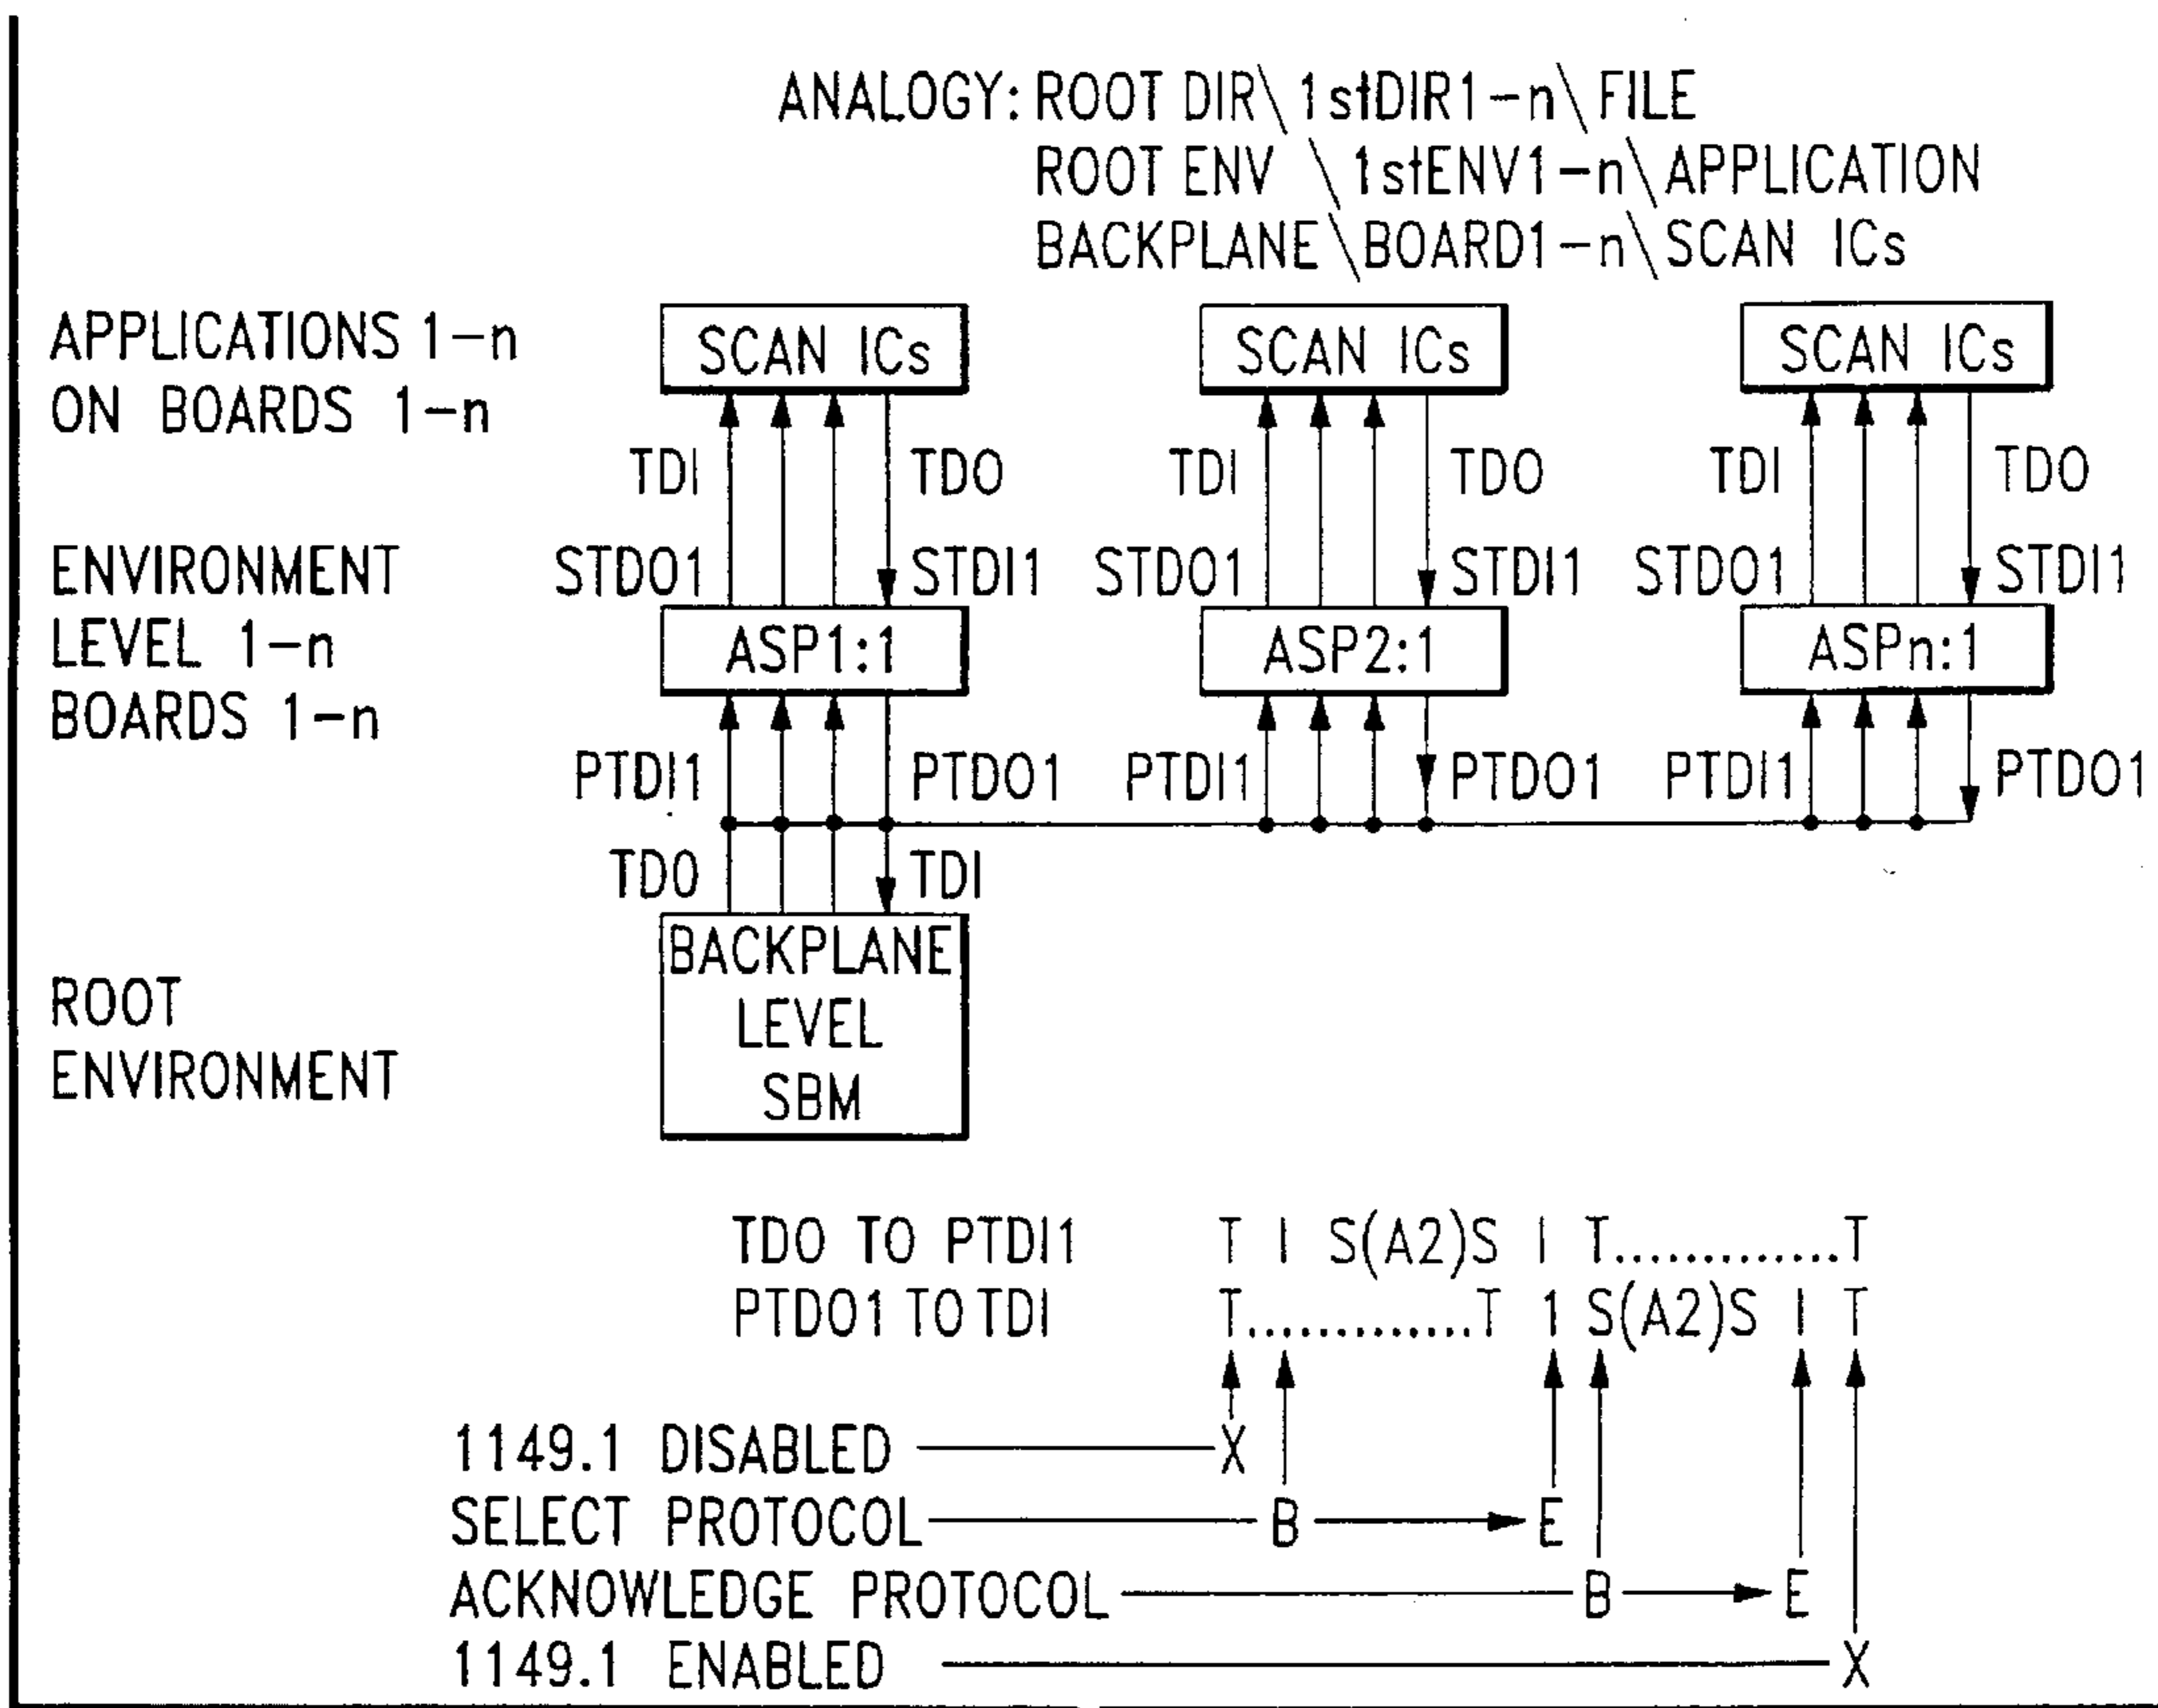 ANALOGY: ROOT DIR\1stDIR1-n\FILE
ROOT ENV \1stENV1-n\APPLICATION
BACKPLANE\BOARD1-n\SCAN ICs
APPLICATIONS 1-n
ON BOARDS 1-n
SCAN ICs SCAN ICs SCAN ICs
TDI TDO TDI TDO TDI TDO
ENVIRONMENT
LEVEL 1-n
BOARDS 1-n
STDO1 STDI1 STDO1 STDI1 STDO1 STDI1
ASP1:1 ASP2:1 ASPn:1
PTDI1 PTDO1 PTDI1 PTDO1 PTDI1 PTDO1
TDO TDI
ROOT
ENVIRONMENT
BACKPLANE
LEVEL
SBM
TDO TO PTDI1 T I S(A2)S I T.............T
PTDO1 TO TDI T.............T 1 S(A2)S I T
1149.1 DISABLED X
SELECT PROTOCOL B E
ACKNOWLEDGE PROTOCOL B E
1149.1 ENABLED X